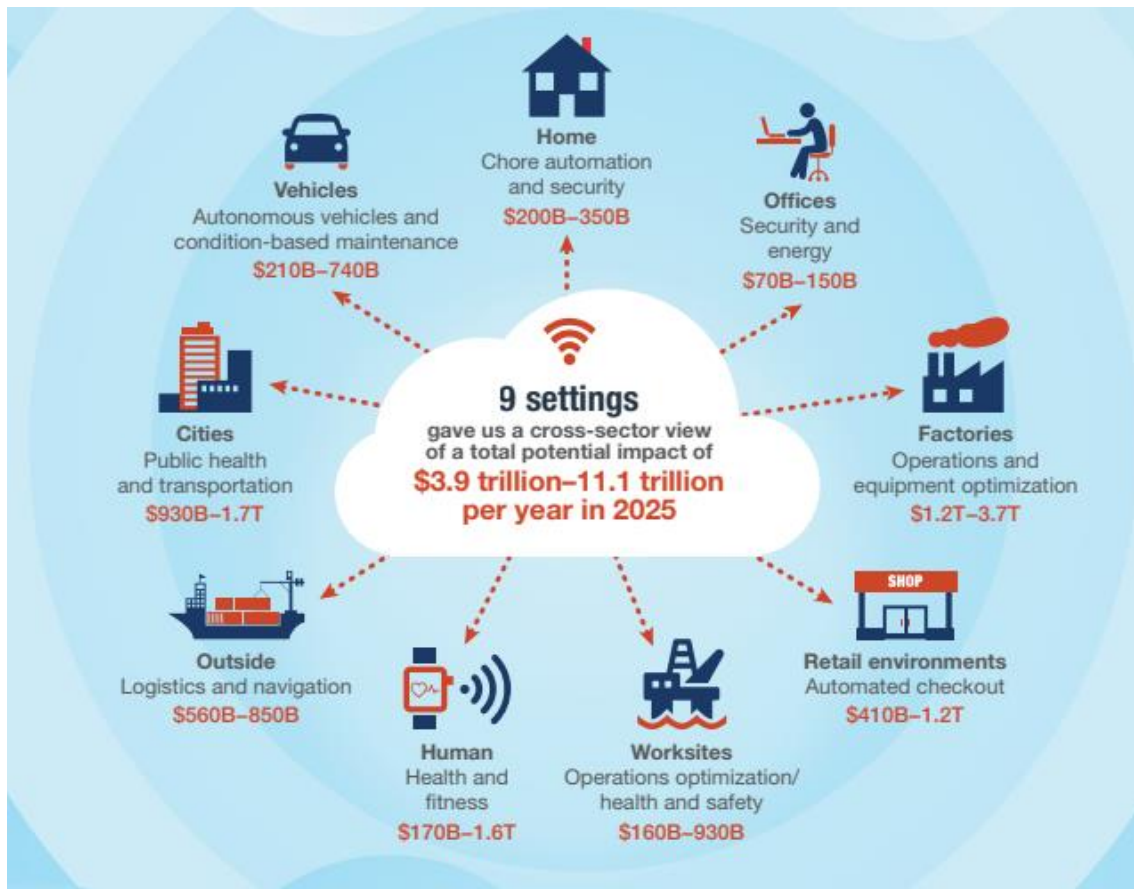 Home
Chore automation
and security
$200B–350B
Offices
Security and
energy
$70B–150B
Vehicles
Autonomous vehicles and
condition-based maintenance
$210B–740B
9 settings
gave us a cross-sector view
of a total potential impact of
$3.9 trillion–11.1 trillion
per year in 2025
Cities
Public health
and transportation
$930B–1.7T
Factories
Operations and
equipment optimization
$1.2T–3.7T
Outside
Logistics and navigation
$560B–850B
SHOP
Retail environments
Automated checkout
$410B–1.2T
Human
Health and
fitness
$170B–1.6T
Worksites
Operations optimization/
health and safety
$160B–930B